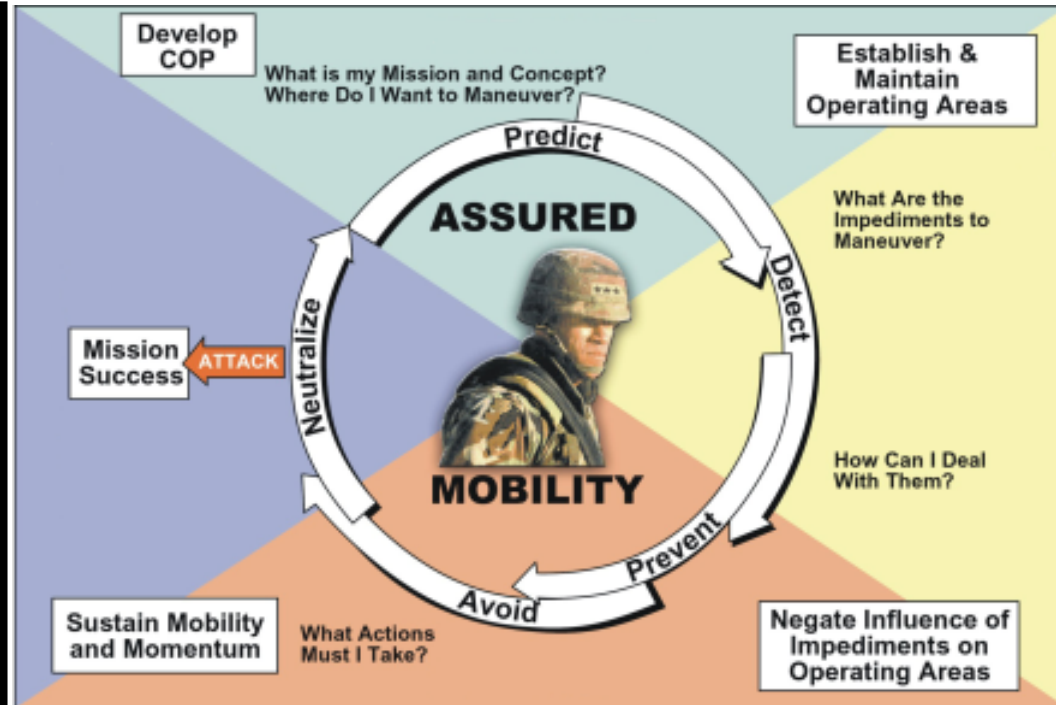 Develop
COP
What is my Mission and Concept?
Where Do I Want to Maneuver?
Establish &
Maintain
Operating Areas
Predict
ASSURED
What Are the
Impediments to
Maneuver?
Detect
Mission
Success
ATTACK
Neutralize
How Can I Deal
With Them?
MOBILITY
Prevent
Avoid
Sustain Mobility
and Momentum
What Actions
Must I Take?
Negate Influence of
Impediments on
Operating Areas